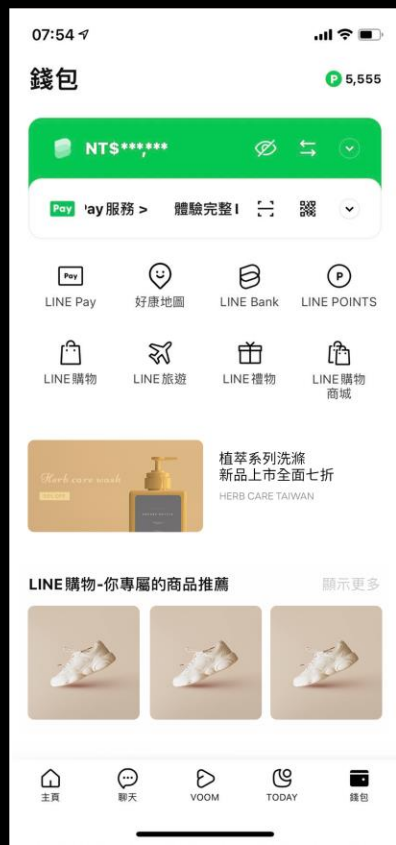 07:54
錢包
P 5,555
NT$***,***
Pay 'ay服務 > 體驗完整
Pay
LINE Pay
好康地圖
LINE Bank
P
LINE POINTS
LINE購物
LINE旅遊
LINE禮物
LINE購物
商城
Herb care wash
植萃系列洗滌
新品上市全面七折
HERB CARE TAIWAN
LINE購物-你專屬的商品推薦
顯示更多
主頁
聊天
VOOM
TODAY
錢包